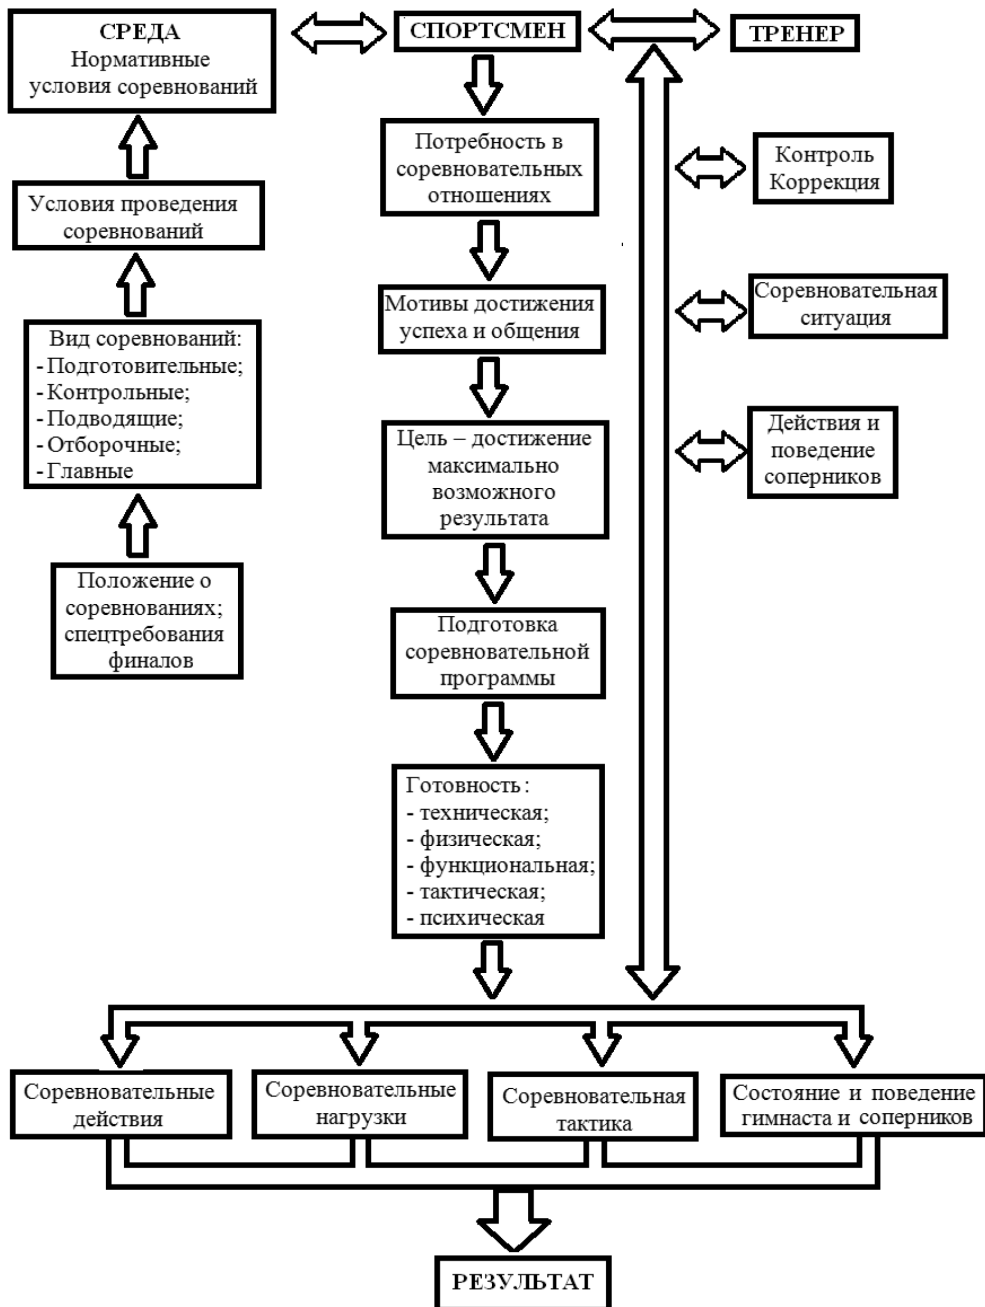 СРЕДА
Нормативные
условия соревнований
СПОРТСМЕН
ТРЕНЕР
Условия проведения
соревнований
Вид соревнований:
- Подготовительные;
- Контрольные;
- Подводящие;
- Отборочные;
- Главные
Положение о
соревнованиях;
спецтребования
финалов
Потребность в
соревновательных
отношениях
Мотивы достижения
успеха и общения
Цель – достижение
максимально
возможного
результата
Подготовка
соревновательной
программы
Готовность:
- техническая;
- физическая;
- функциональная;
- тактическая;
- психическая
Контроль
Коррекция
Соревновательная
ситуация
Действия и
поведение
соперников
Соревновательные
действия
Соревновательные
нагрузки
Соревновательная
тактика
Состояние и поведение
гимнаста и соперников
РЕЗУЛЬТАТ